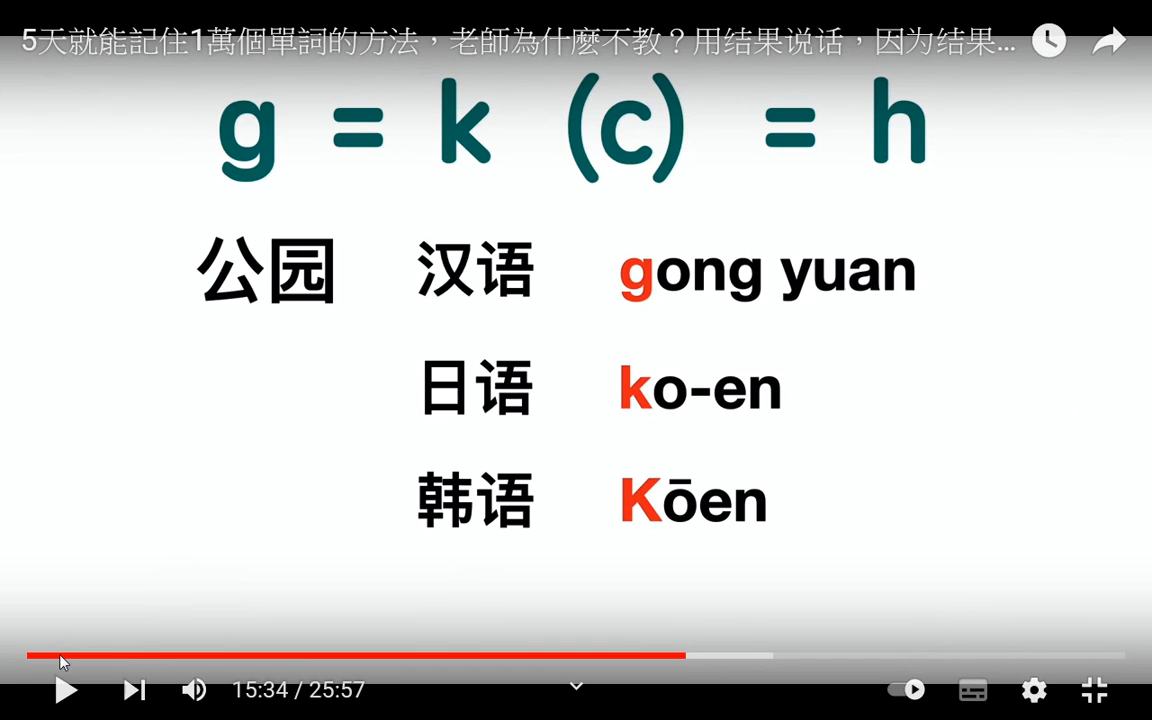 5天就能記住1萬個單詞的方法，老師為什麼不教？用结果说话，因为结果...
g = k (c) = h
公园 汉语 gong yuan
日语 ko-en
韩语 Kōen
15:34 / 25:57